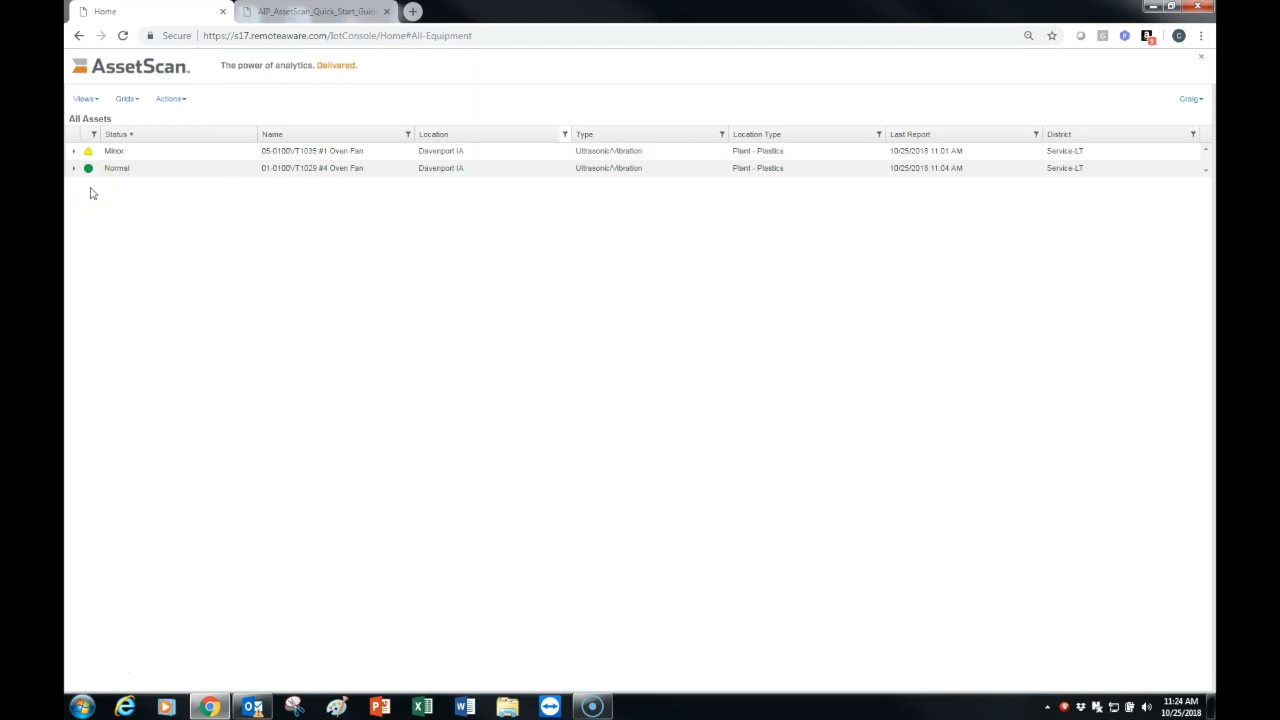 Home
AIP_AssetScan_Quick_Start_Guid
Secure https://s17.remoteaware.com/IotConsole/Home#All-Equipment
AssetScan The power of analytics. Delivered.
Views Grids Actions Craig
All Assets
Status Name Location Type Location Type Last Report District
Minor 05-0100VT1035 #1 Oven Fan Davenport IA Ultrasonic/Vibration Plant - Plastics 10/25/2018 11:01 AM Service-LT
Normal 01-0100VT1029 #4 Oven Fan Davenport IA Ultrasonic/Vibration Plant - Plastics 10/25/2018 11:04 AM Service-LT
11:24 AM
10/25/2018